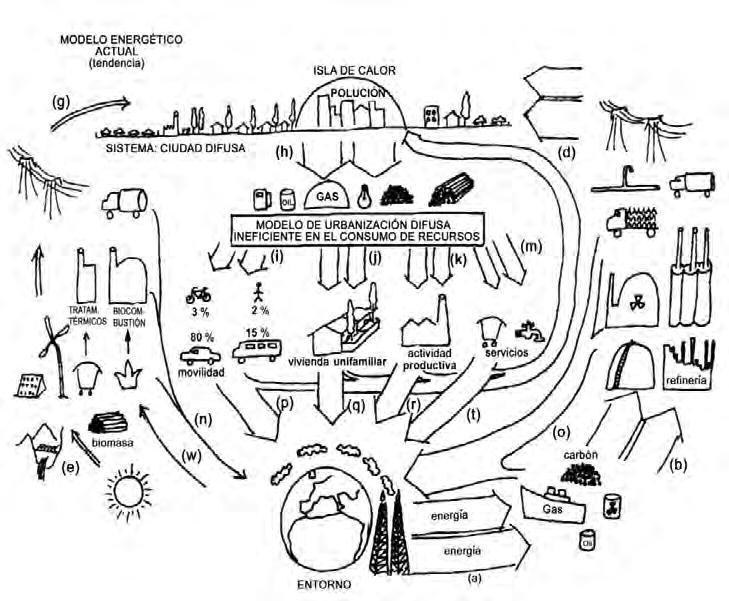 MODELO ENERGÉTICO
ACTUAL
(tendencia)
ISLA DE CALOR
POLUCIÓN
(g)
SISTEMA: CIUDAD DIFUSA
(h)
(d)
OIL
GAS
MODELO DE URBANIZACIÓN DIFUSA
INEFICIENTE EN EL CONSUMO DE RECURSOS
(i)
(j)
(k)
(m)
3 %
2 %
TRATAM.
TÉRMICOS
BIOCOM-
BUSTIÓN
80 %
15 %
movilidad
vivienda unifamiliar
actividad
productiva
servicios
refinería
(p)
(q)
(r)
(t)
(n)
(o)
biomasa
(e)
(w)
carbón
(b)
Gas
OIL
energía
energía
(a)
ENTORNO